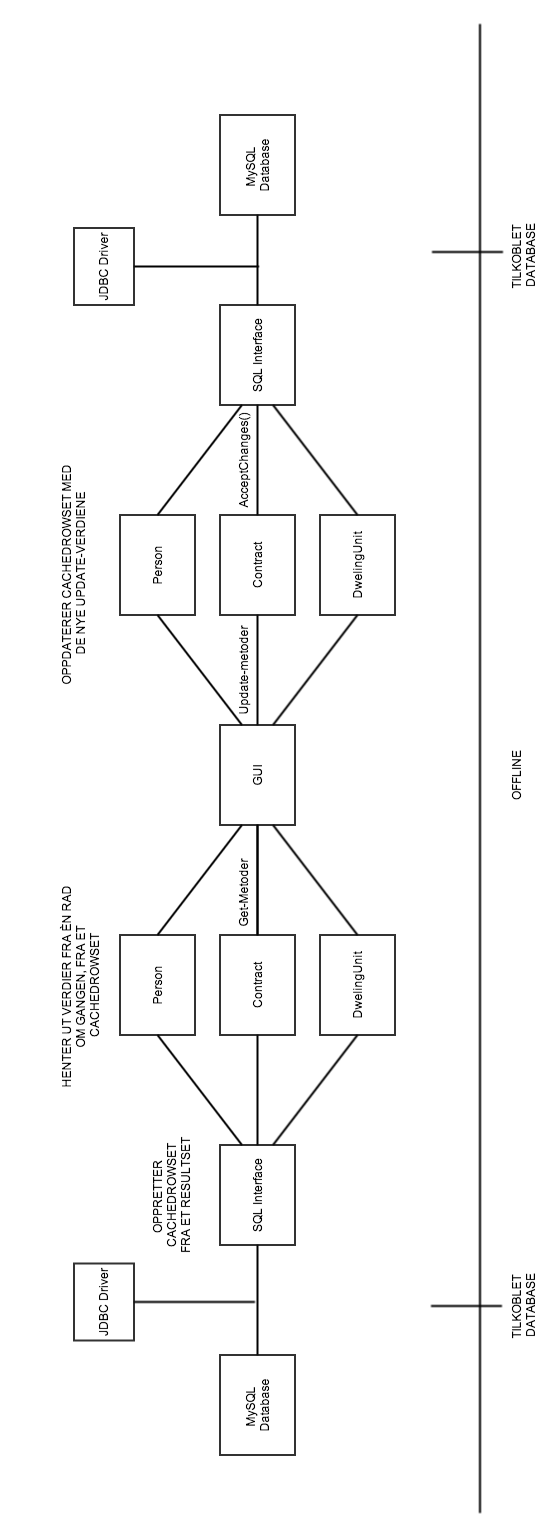 MySQL
Database
JDBC Driver
OPPRETTER
CACHEDROWSET
FRA ET RESULTSET
SQL Interface
HENTER UT VERDIER FRA ÉN RAD
OM GANGEN, FRA ET
CACHEDROWSET
Person
Contract
DwelingUnit
Get-Metoder
GUI
Update-metoder
OPPDATERER CACHEDROWSET MED
DE NYE UPDATE-VERDIENE
Person
Contract
DwelingUnit
AcceptChanges()
SQL Interface
JDBC Driver
MySQL
Database
TILKOBLET
DATABASE
OFFLINE
TILKOBLET
DATABASE